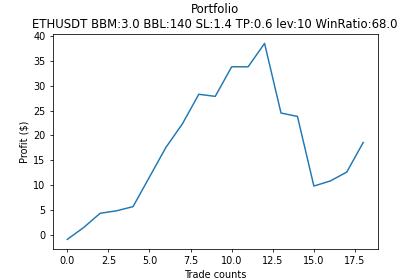 Portfolio
ETHUSDT BBM:3.0 BBL:140 SL:1.4 TP:0.6 lev:10 WinRatio:68.0
40
35
30
25
20
15
10
5
0
Profit ($)
0.0 2.5 5.0 7.5 10.0 12.5 15.0 17.5
Trade counts